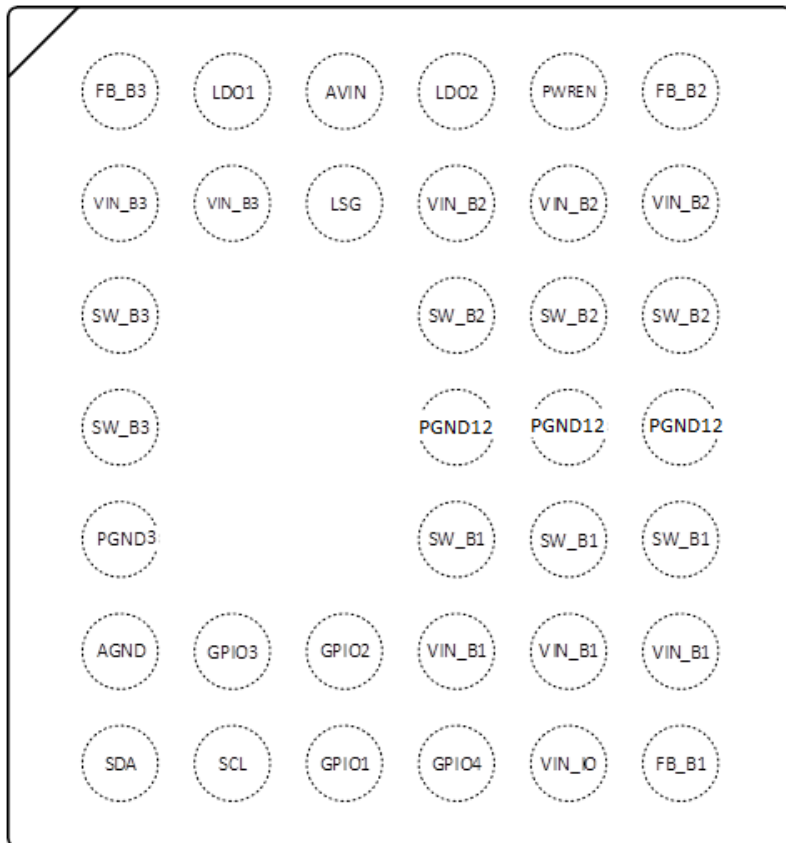 FB_B3 LDO1 AVIN LDO2 PWREN FB_B2
VIN_B3 VIN_B3 LSG VIN_B2 VIN_B2 VIN_B2
SW_B3 SW_B2 SW_B2 SW_B2
SW_B3 PGND12 PGND12 PGND12
PGND3 SW_B1 SW_B1 SW_B1
AGND GPIO3 GPIO2 VIN_B1 VIN_B1 VIN_B1
SDA SCL GPIO1 GPIO4 VIN_IO FB_B1